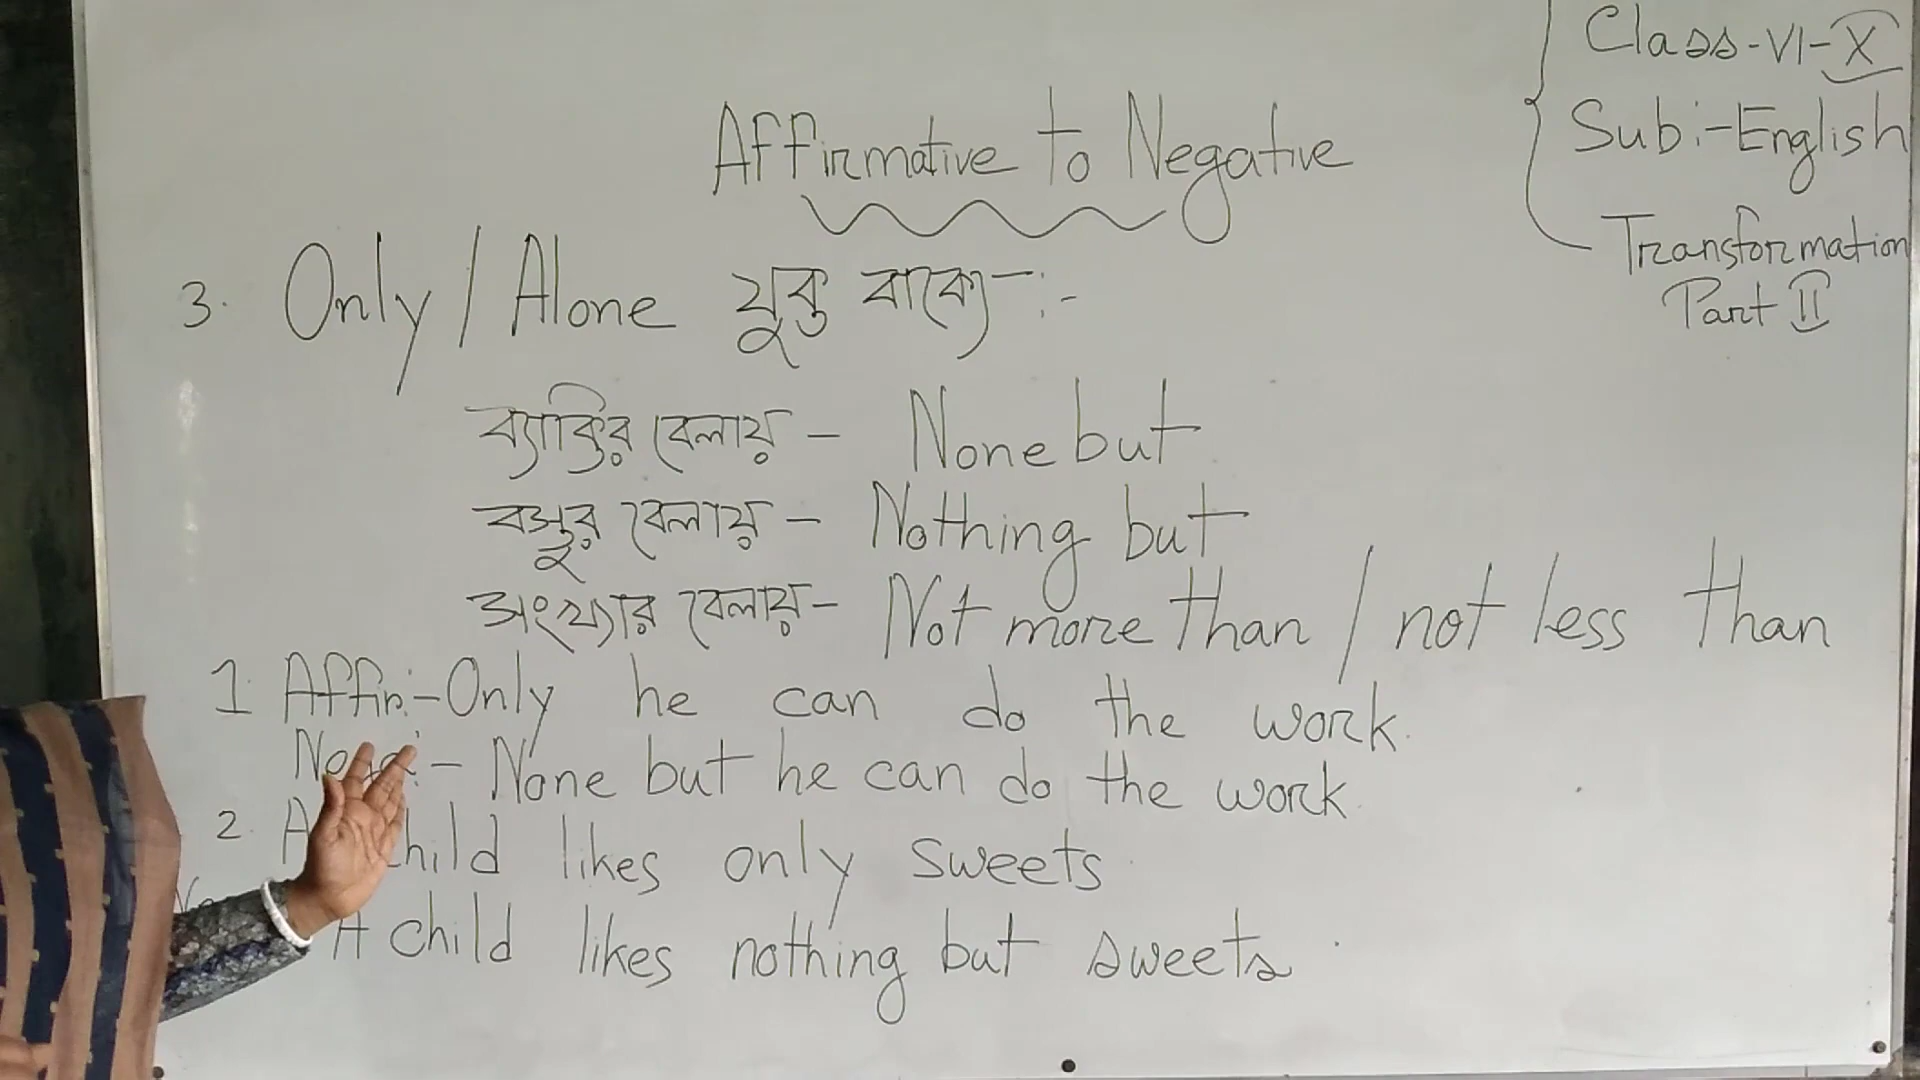 Class-VI-X
Sub:-English
Transformation
Part II
Affirmative to Negative
3. Only/Alone যুক্ত বাক্যে-:-
ব্যাক্তির বেলায় - None but
বস্তুর বেলায় - Nothing but
সংখ্যার বেলায়- Not more than / not less than
1 Affir:-Only he can do the work.
- None but he can do the work.
2. A child likes only sweets.
A child likes nothing but sweets.